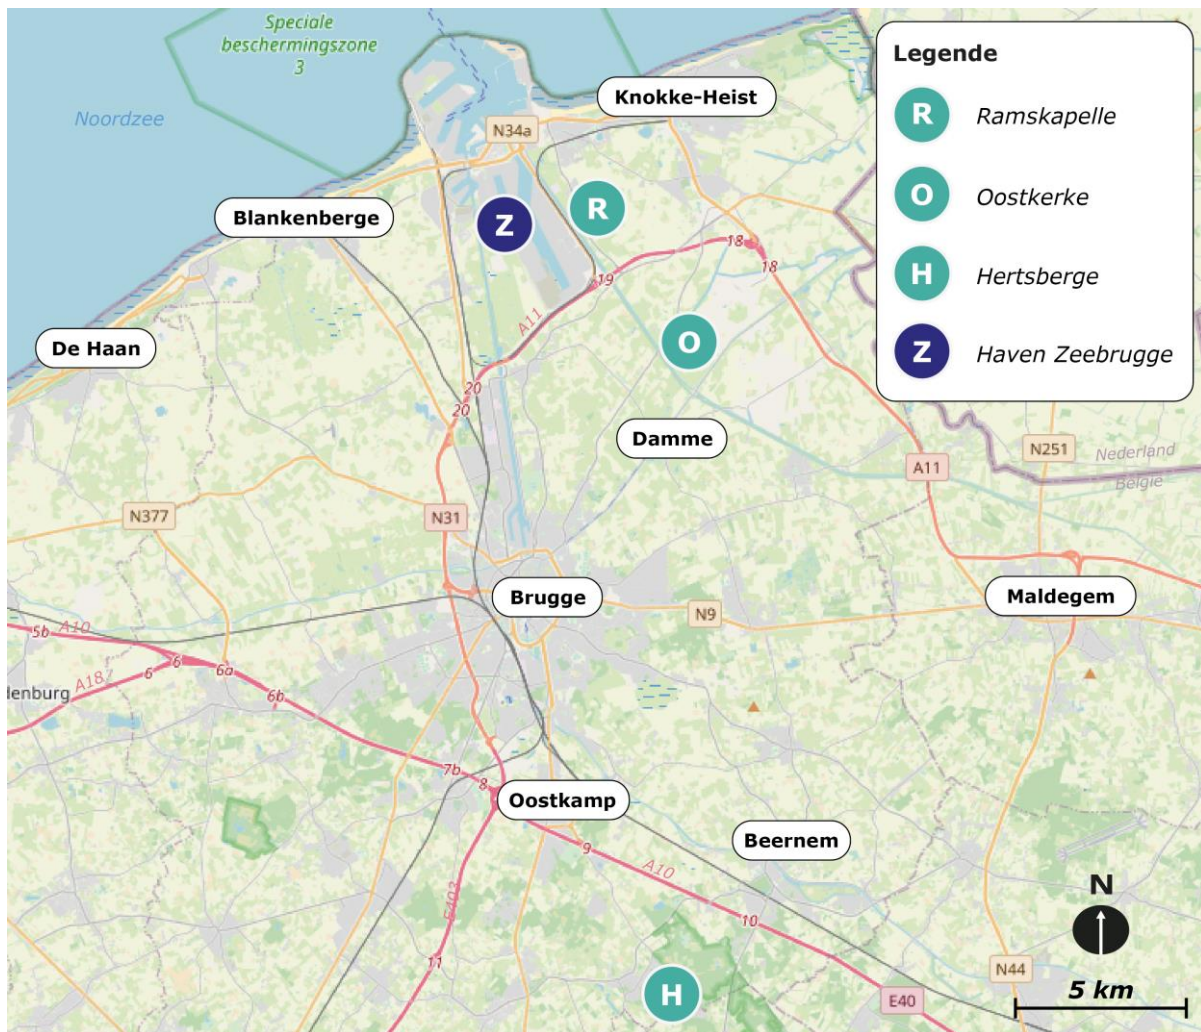 Speciale
beschermingszone
3
Noordzee
Knokke-Heist
N34a
Blankenberge
Z
R
18
18
19
A11
De Haan
O
20
20
Damme
A11
N251
Nederland
België
N377
N31
Brugge
N9
Maldegem
5b
A10
6
6
6a
A18
denburg
6b
7b
8
Oostkamp
9
Beernem
A10
E403
10
11
H
E40
N44
N
5 km
Legende
R
Ramskapelle
O
Oostkerke
H
Hertsberge
Z
Haven Zeebrugge